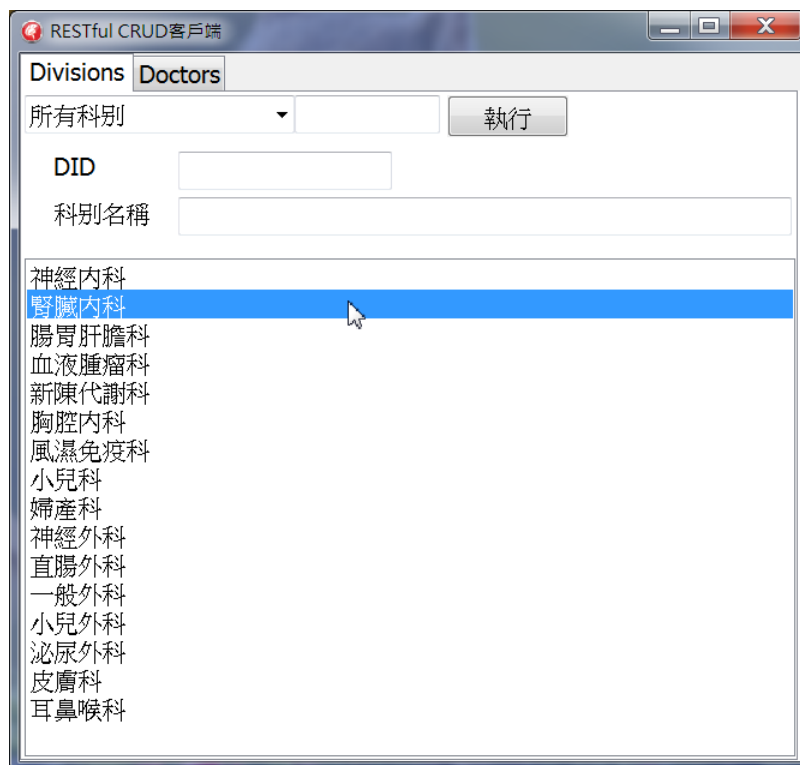 RESTful CRUD客戶端
Divisions Doctors
所有科別 執行
DID
科別名稱
神經內科
腎臟內科
腸胃肝膽科
血液腫瘤科
新陳代謝科
胸腔內科
風濕免疫科
小兒科
婦產科
神經外科
直腸外科
一般外科
小兒外科
泌尿外科
皮膚科
耳鼻喉科